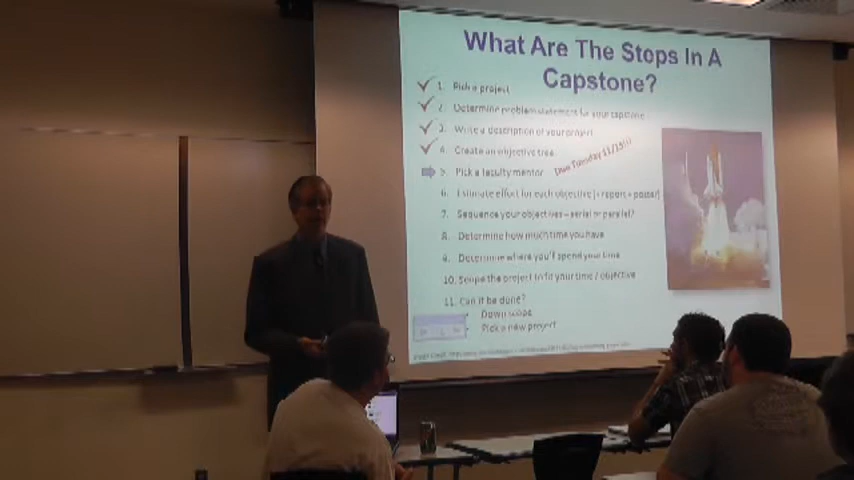 What Are The Steps In A
Capstone?
1. Pick a project
2. Determine problem statement for your capstone
3. Write a description of your project
4. Create an objective tree
Due Tuesday 11/19!!!
5. Pick a faculty mentor
6. Estimate effort for each objective (+ report + poster)
7. Sequence your objectives – serial or parallel?
8. Determine how much time you have
9. Determine where you'll spend your time
10. Scope the project to fit your time / objective
11. Can it be done?
Down scope
Pick a new project